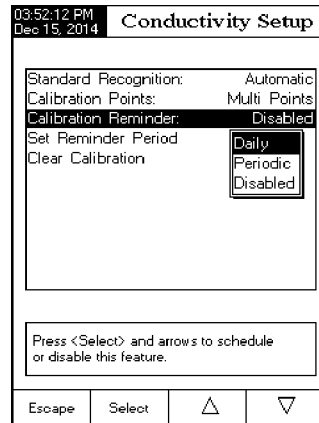 03:52:12 PM
Dec 15, 2014
Conductivity Setup
Standard Recognition: Automatic
Calibration Points: Multi Points
Calibration Reminder: Disabled
Set Reminder Period
Clear Calibration
Daily
Periodic
Disabled
Press <Select> and arrows to schedule
or disable this feature.
Escape Select